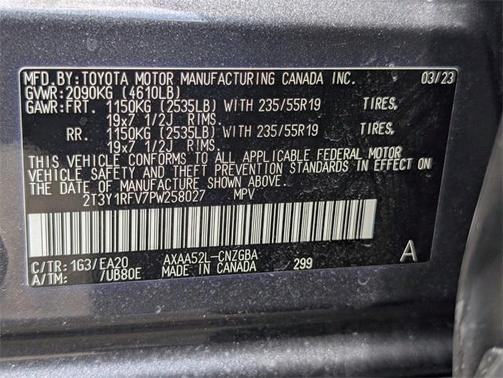 MFD.BY:TOYOTA MOTOR MANUFACTURING CANADA INC. 03/23
GVWR:2090KG (4610LB)
GAWR:FRT. 1150KG (2535LB) WITH 235/55R19 TIRES,
19x7 1/2J RIMS.
RR. 1150KG (2535LB) WITH 235/55R19 TIRES,
19x7 1/2J RIMS.
THIS VEHICLE CONFORMS TO ALL APPLICABLE FEDERAL MOTOR
VEHICLE SAFETY AND THEFT PREVENTION STANDARDS IN EFFECT ON
THE DATE OF MANUFACTURE SHOWN ABOVE.
2T3Y1RFV7PW258027 MPV
C/TR:1G3/EA20 AXAA52L-CNZGBA A
A/TM: /UB80E MADE IN CANADA 299